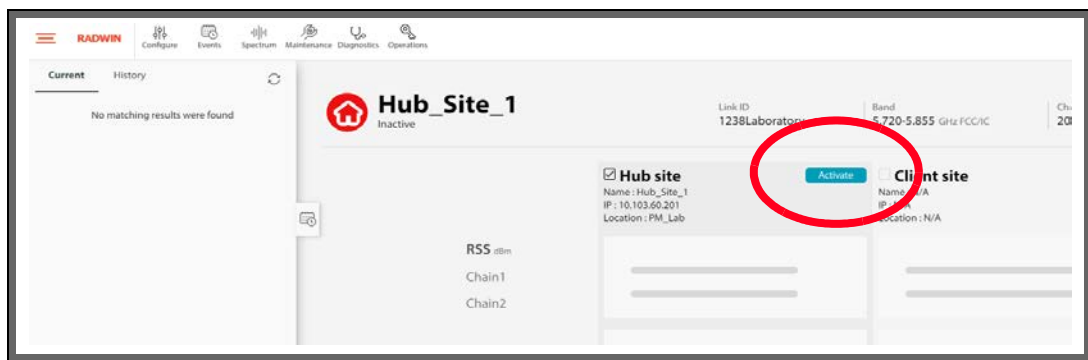 RADWIN
Configure Events Spectrum Maintenance Diagnostics Operations
Current History
No matching results were found
Hub_Site_1
Inactive
Link ID
1238Laboratory
Band
5.720-5.855 GHz FCC/IC
Hub site
Activate
Name : Hub_Site_1
IP : 10.103.60.201
Location : PM_Lab
Client site
Name
N/A
IP :
Location : N/A
RSS dBm
Chain1
Chain2